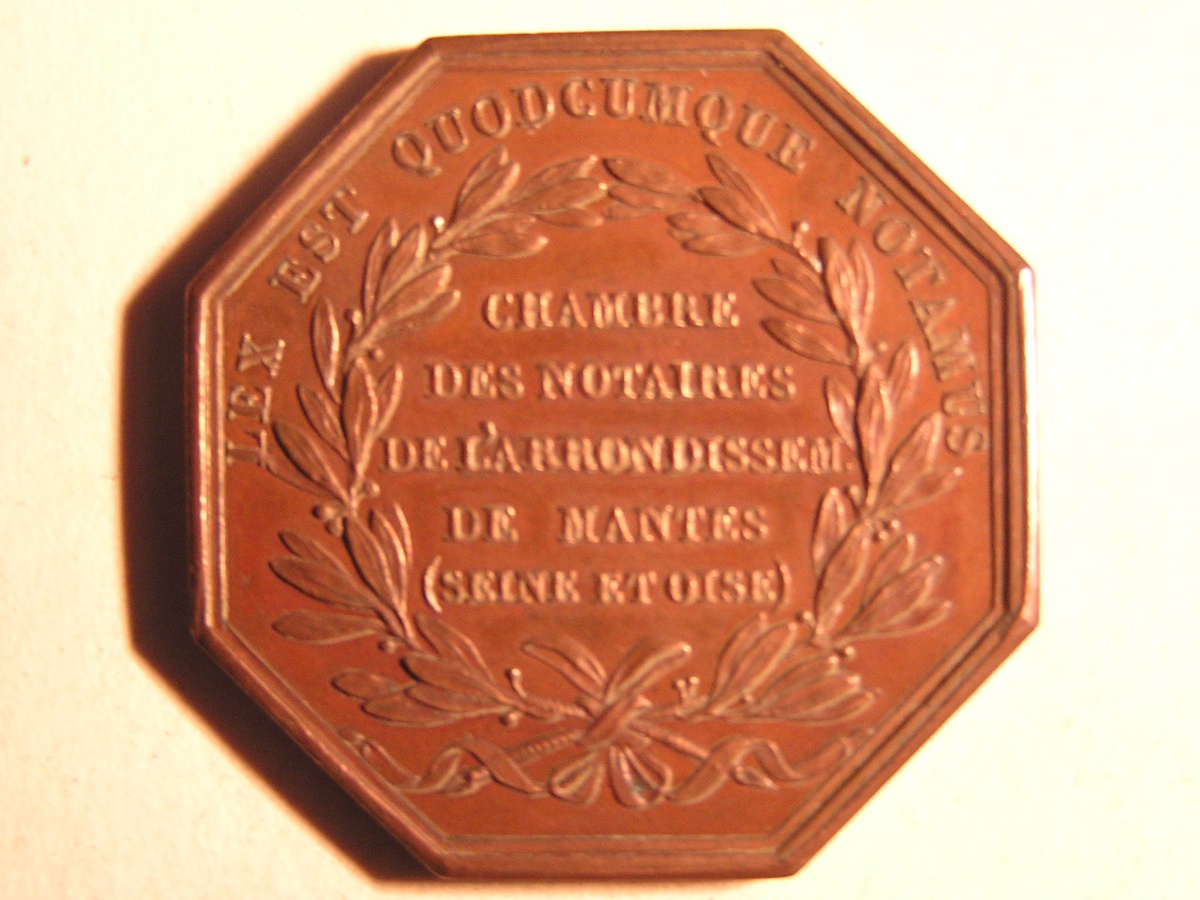 LEX EST QUODCUMQUE NOTAMUS
CHAMBRE
DES NOTAIRES
DE L'ARRONDISSEM.
DE MANTES
(SEINE ET OISE)